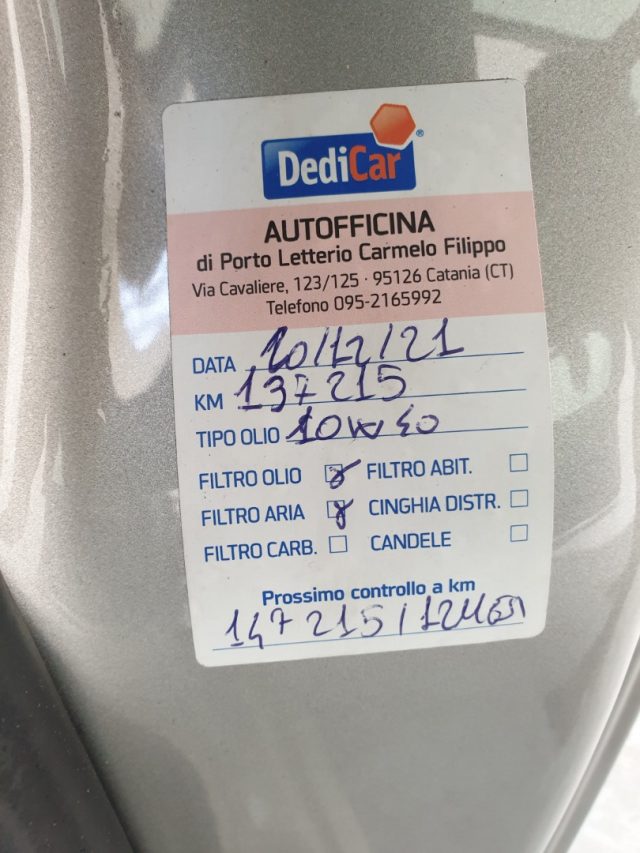 DediCar®
AUTOFFICINA
di Porto Letterio Carmelo Filippo
Via Cavaliere, 123/125 · 95126 Catania (CT)
Telefono 095-2165992
DATA 10/12/21
KM 137215
TIPO OLIO 10W40
FILTRO OLIO FILTRO ABIT.
FILTRO ARIA CINGHIA DISTR.
FILTRO CARB. CANDELE
Prossimo controllo a km
147215/12MESI